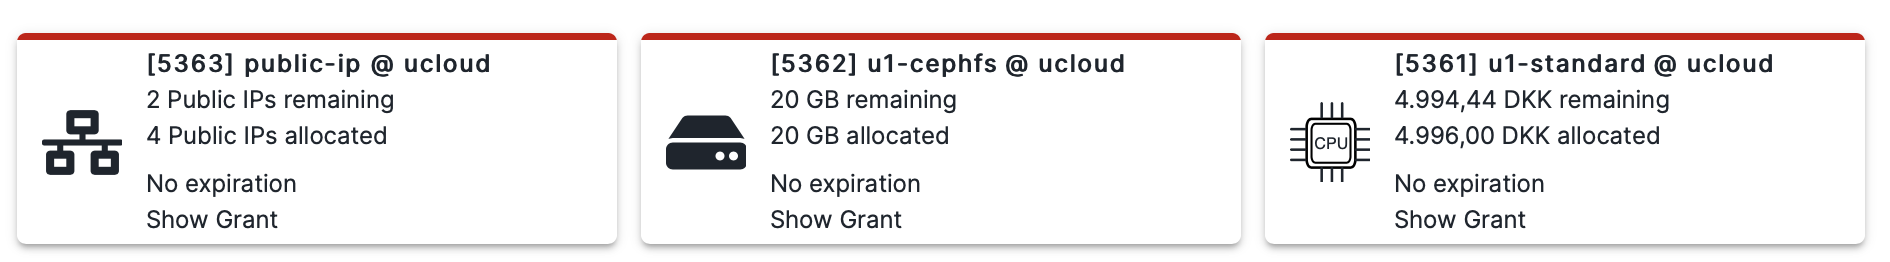 [5363] public-ip @ ucloud
2 Public IPs remaining
4 Public IPs allocated
No expiration
Show Grant
[5362] u1-cephfs @ ucloud
20 GB remaining
20 GB allocated
No expiration
Show Grant
CPU
[5361] u1-standard @ ucloud
4.994,44 DKK remaining
4.996,00 DKK allocated
No expiration
Show Grant